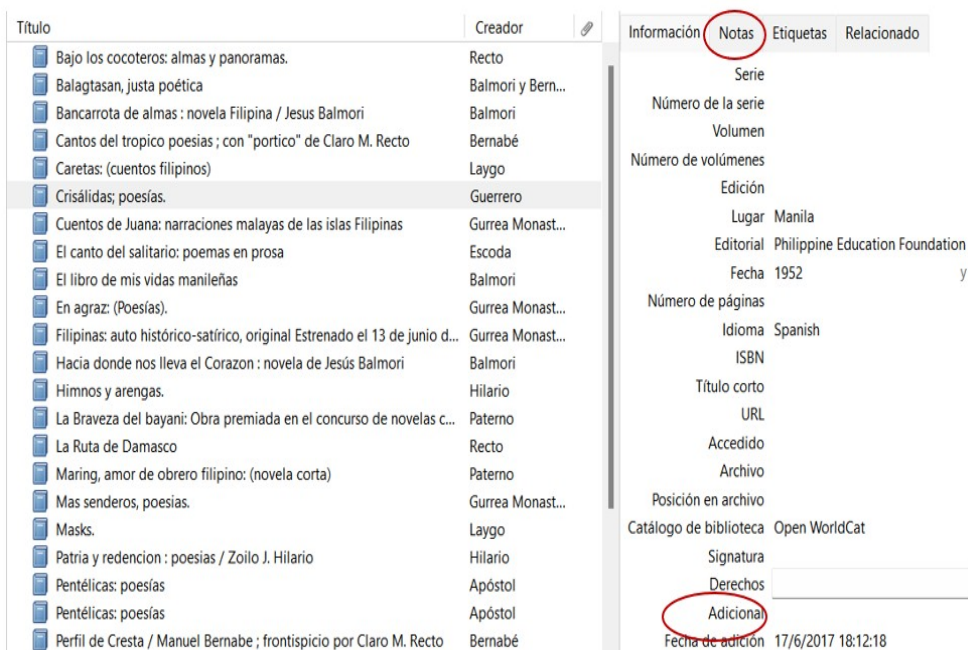 Título Creador
Bajo los cocoteros: almas y panoramas. Recto
Balagtasan, justa poética Balmori y Bern...
Bancarrota de almas : novela Filipina / Jesus Balmori Balmori
Cantos del tropico poesias ; con "portico" de Claro M. Recto Bernabé
Caretas: (cuentos filipinos) Laygo
Crisálidas; poesías. Guerrero
Cuentos de Juana: narraciones malayas de las islas Filipinas Gurrea Monast...
El canto del salitario: poemas en prosa Escoda
El libro de mis vidas manileñas Balmori
En agraz: (Poesías). Gurrea Monast...
Filipinas: auto histórico-satírico, original Estrenado el 13 de junio d... Gurrea Monast...
Hacia donde nos lleva el Corazon : novela de Jesús Balmori Balmori
Himnos y arengas. Hilario
La Braveza del bayani: Obra premiada en el concurso de novelas c... Paterno
La Ruta de Damasco Recto
Maring, amor de obrero filipino: (novela corta) Paterno
Mas senderos, poesias. Gurrea Monast...
Masks. Laygo
Patria y redencion : poesias / Zoilo J. Hilario Hilario
Pentélicas: poesías Apóstol
Pentélicas: poesías Apóstol
Perfil de Cresta / Manuel Bernabe ; frontispicio por Claro M. Recto Bernabé
Información Notas Etiquetas Relacionado
Serie
Número de la serie
Volumen
Número de volúmenes
Edición
Lugar Manila
Editorial Philippine Education Foundation
Fecha 1952 y
Número de páginas
Idioma Spanish
ISBN
Título corto
URL
Accedido
Archivo
Posición en archivo
Catálogo de biblioteca Open WorldCat
Signatura
Derechos
Adicional
Fecha de adición 17/6/2017 18:12:18